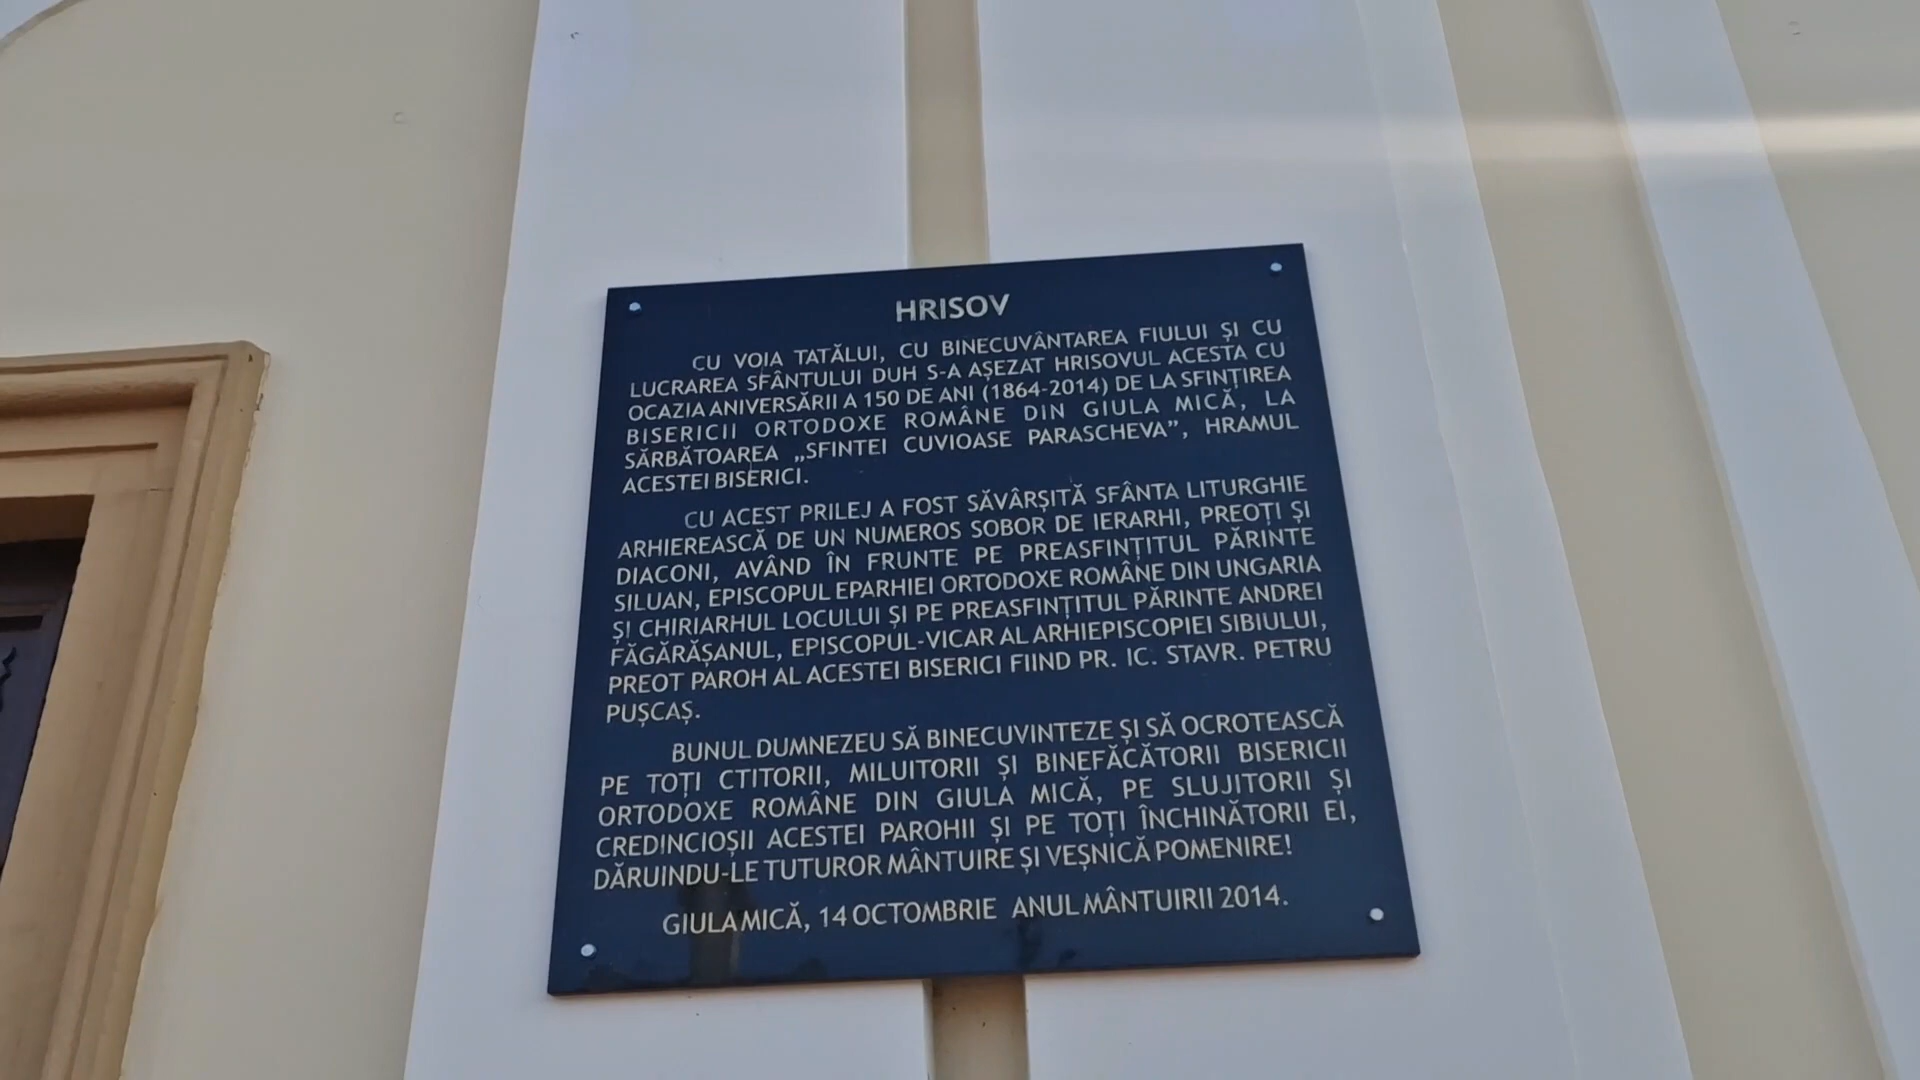 HRISOV
CU VOIA TATĂLUI, CU BINECUVÂNTAREA FIULUI ȘI CU
LUCRAREA SFÂNTULUI DUH S-A AȘEZAT HRISOVUL ACESTA CU
OCAZIA ANIVERSĂRII A 150 DE ANI (1864-2014) DE LA SFINȚIREA
BISERICII ORTODOXE ROMÂNE DIN GIULA MICĂ, LA
SĂRBĂTOAREA „SFINTEI CUVIOASE PARASCHEVA”, HRAMUL
ACESTEI BISERICI.
CU ACEST PRILEJ A FOST SĂVÂRȘITĂ SFÂNTA LITURGHIE
ARHIEREASCĂ DE UN NUMEROS SOBOR DE IERARHI, PREOȚI ȘI
DIACONI, AVÂND ÎN FRUNTE PE PREASFINȚITUL PĂRINTE
SILUAN, EPISCOPUL EPARHIEI ORTODOXE ROMÂNE DIN UNGARIA
ȘI CHIRIARHUL LOCULUI ȘI PE PREASFINȚITUL PĂRINTE ANDREI
FĂGĂRĂȘANUL, EPISCOPUL-VICAR AL ARHIEPISCOPIEI SIBIULUI,
PREOT PAROH AL ACESTEI BISERICI FIIND PR. IC. STAVR. PETRU
PUȘCAȘ.
BUNUL DUMNEZEU SĂ BINECUVINTEZE ȘI SĂ OCROTEASCĂ
PE TOȚI CTITORII, MILUITORII ȘI BINEFĂCĂTORII BISERICII
ORTODOXE ROMÂNE DIN GIULA MICĂ, PE SLUJITORII ȘI
CREDINCIOȘII ACESTEI PAROHII ȘI PE TOȚI ÎNCHINĂTORII EI,
DĂRUINDU-LE TUTUROR MÂNTUIRE ȘI VEȘNICĂ POMENIRE!
GIULA MICĂ, 14 OCTOMBRIE ANUL MÂNTUIRII 2014.